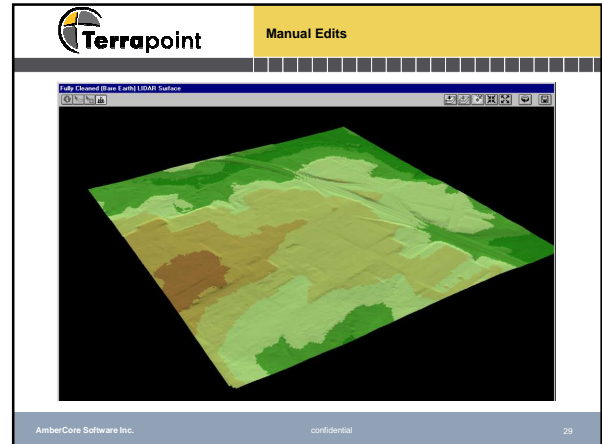 Terrapoint
Manual Edits
Fully Cleaned (Bare Earth) LIDAR Surface
AmberCore Software Inc.
confidential
29